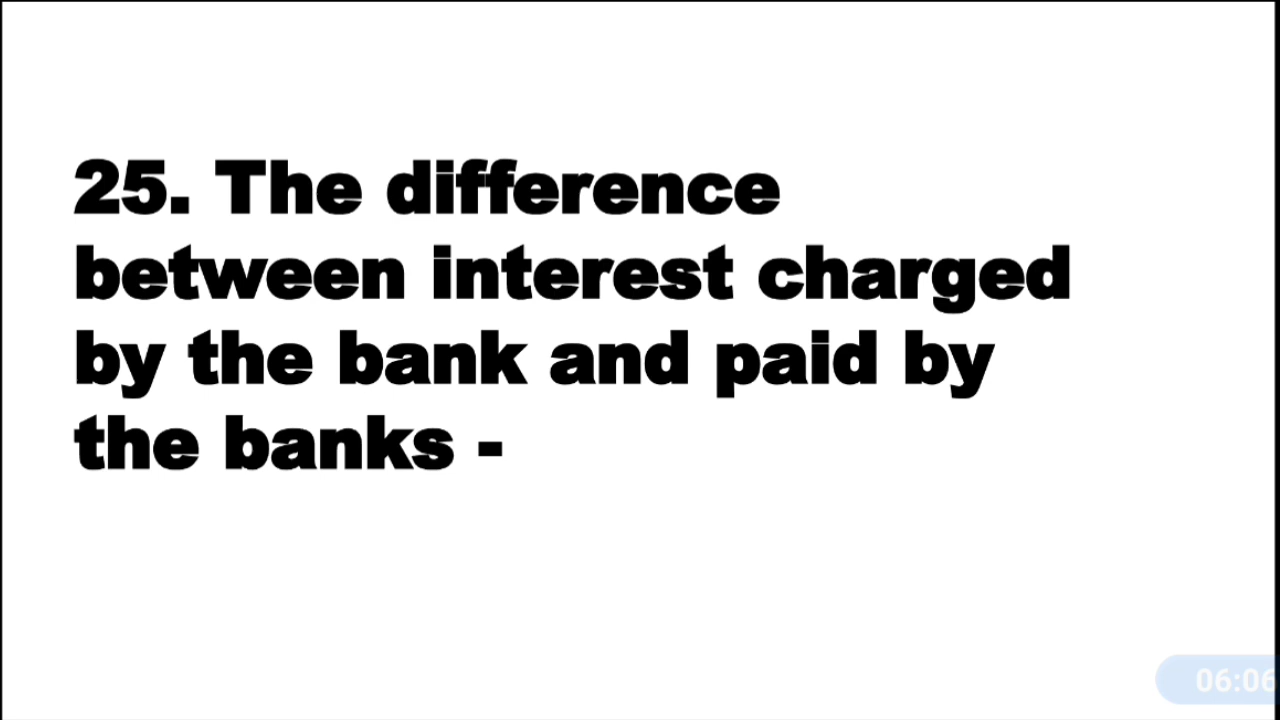 25. The difference
between interest charged
by the bank and paid by
the banks -
06:06